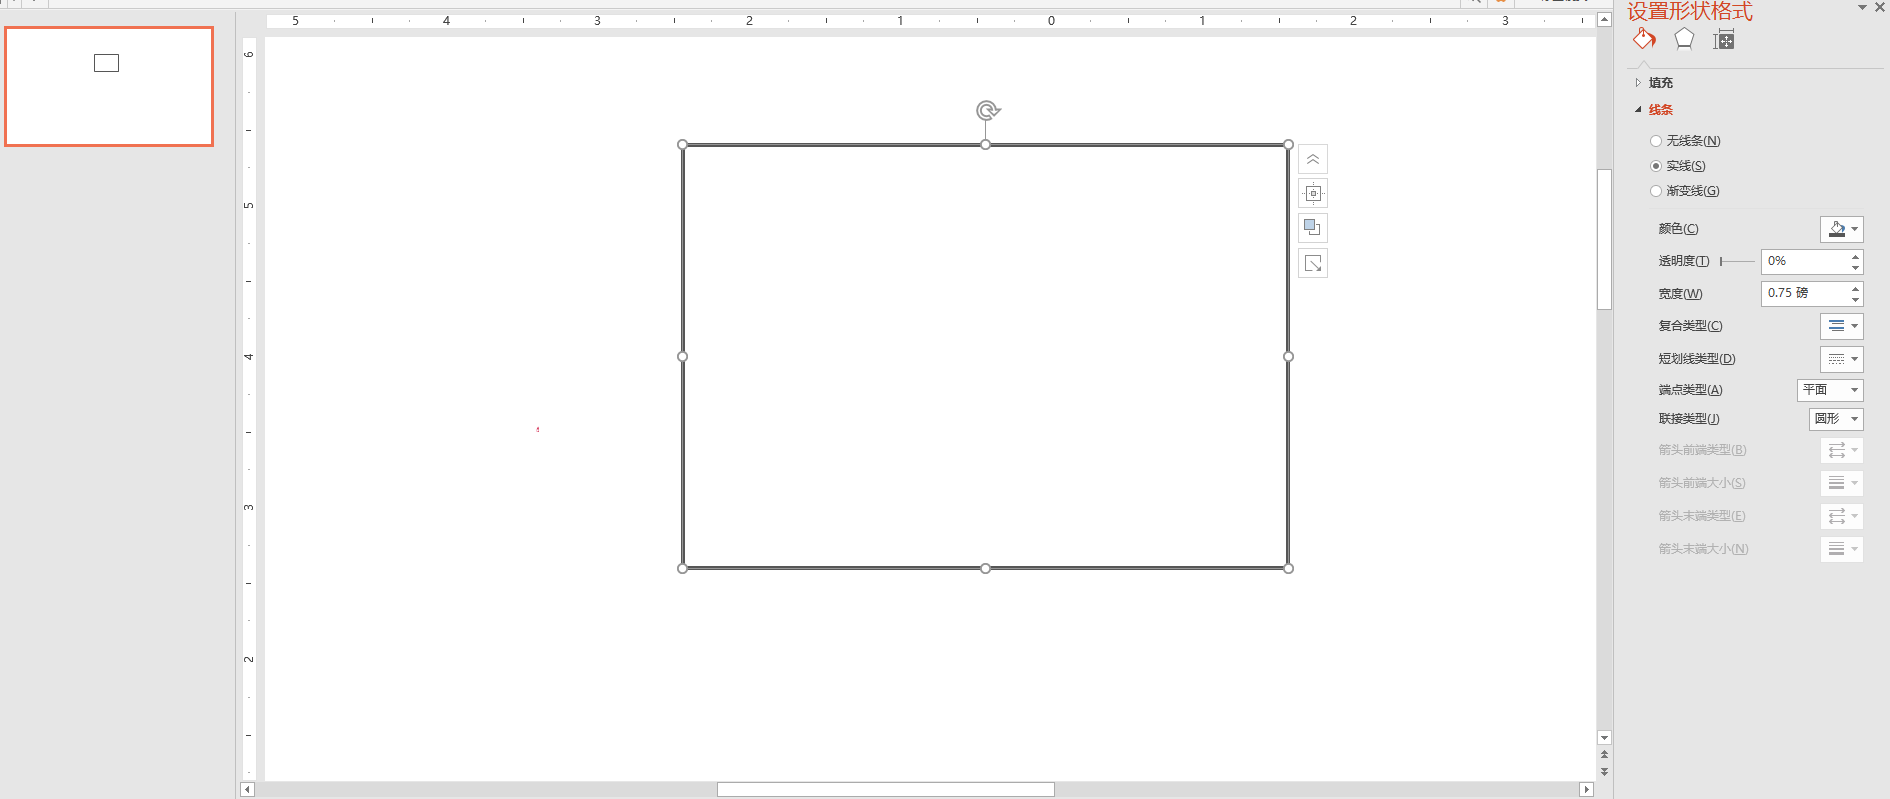 5 4 3 2 1 0 1 2 3
6
5
4
3
2
设置形状格式
填充
线条
无线条(N)
实线(S)
渐变线(G)
颜色(C)
透明度(T) 0%
宽度(W) 0.75 磅
复合类型(C)
短划线类型(D)
端点类型(A) 平面
联接类型(J) 圆形
箭头前端类型(B)
箭头前端大小(S)
箭头末端类型(E)
箭头末端大小(N)